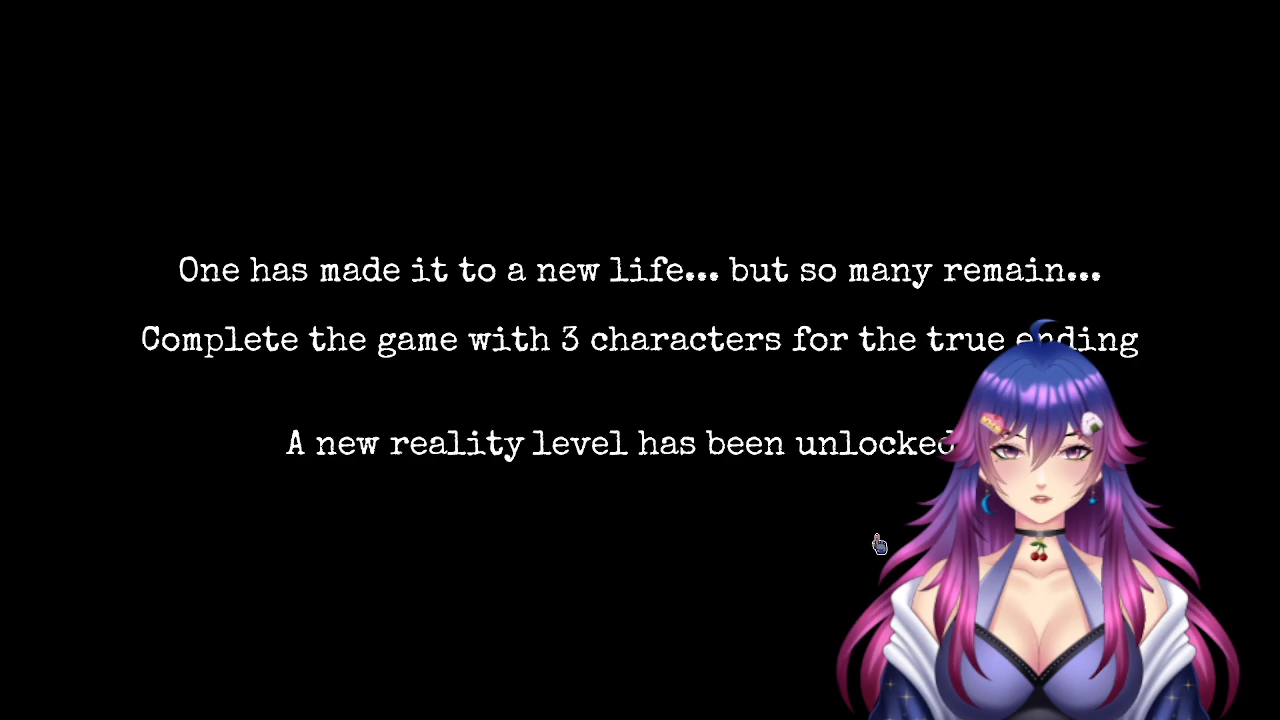 One has made it to a new life... but so many remain...
Complete the game with 3 characters for the true ending
A new reality level has been unlocked